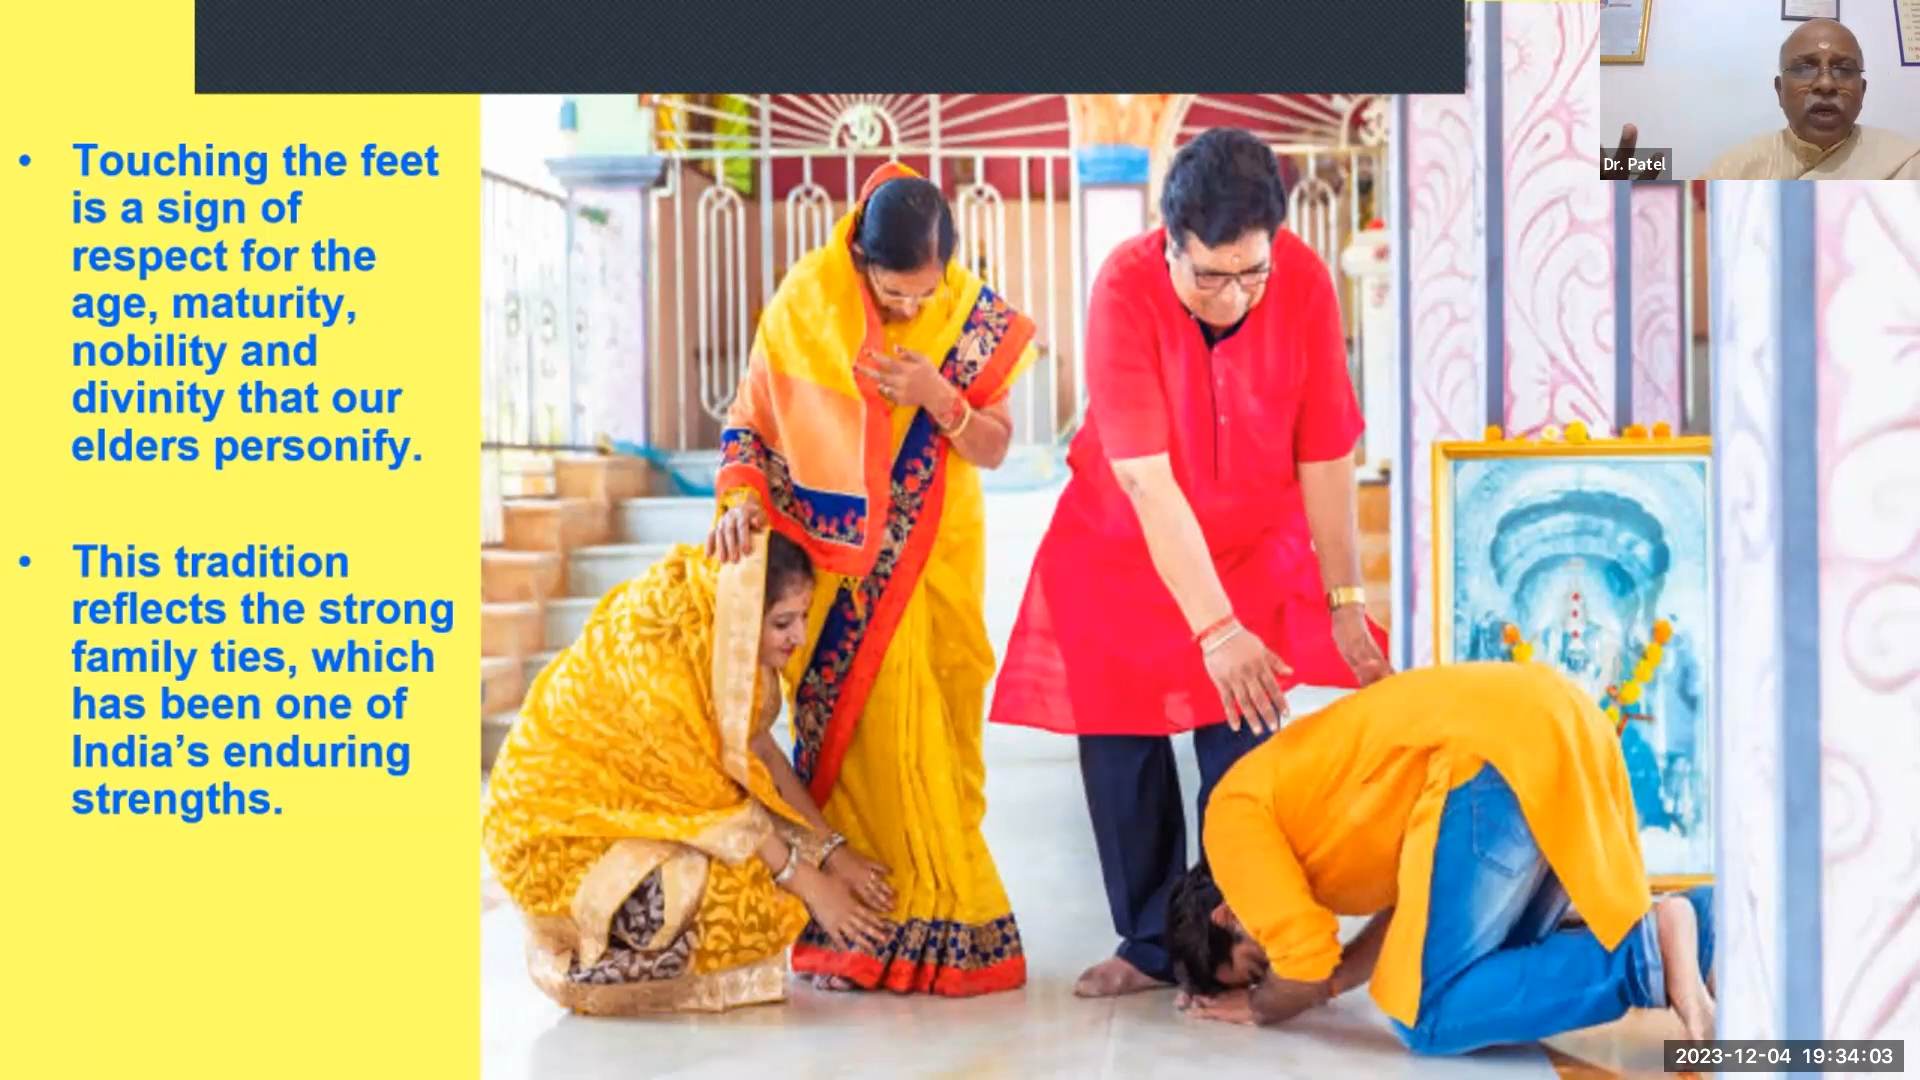 • Touching the feet
is a sign of
respect for the
age, maturity,
nobility and
divinity that our
elders personify.
• This tradition
reflects the strong
family ties, which
has been one of
India’s enduring
strengths.
Dr. Patel
2023-12-04 19:34:03